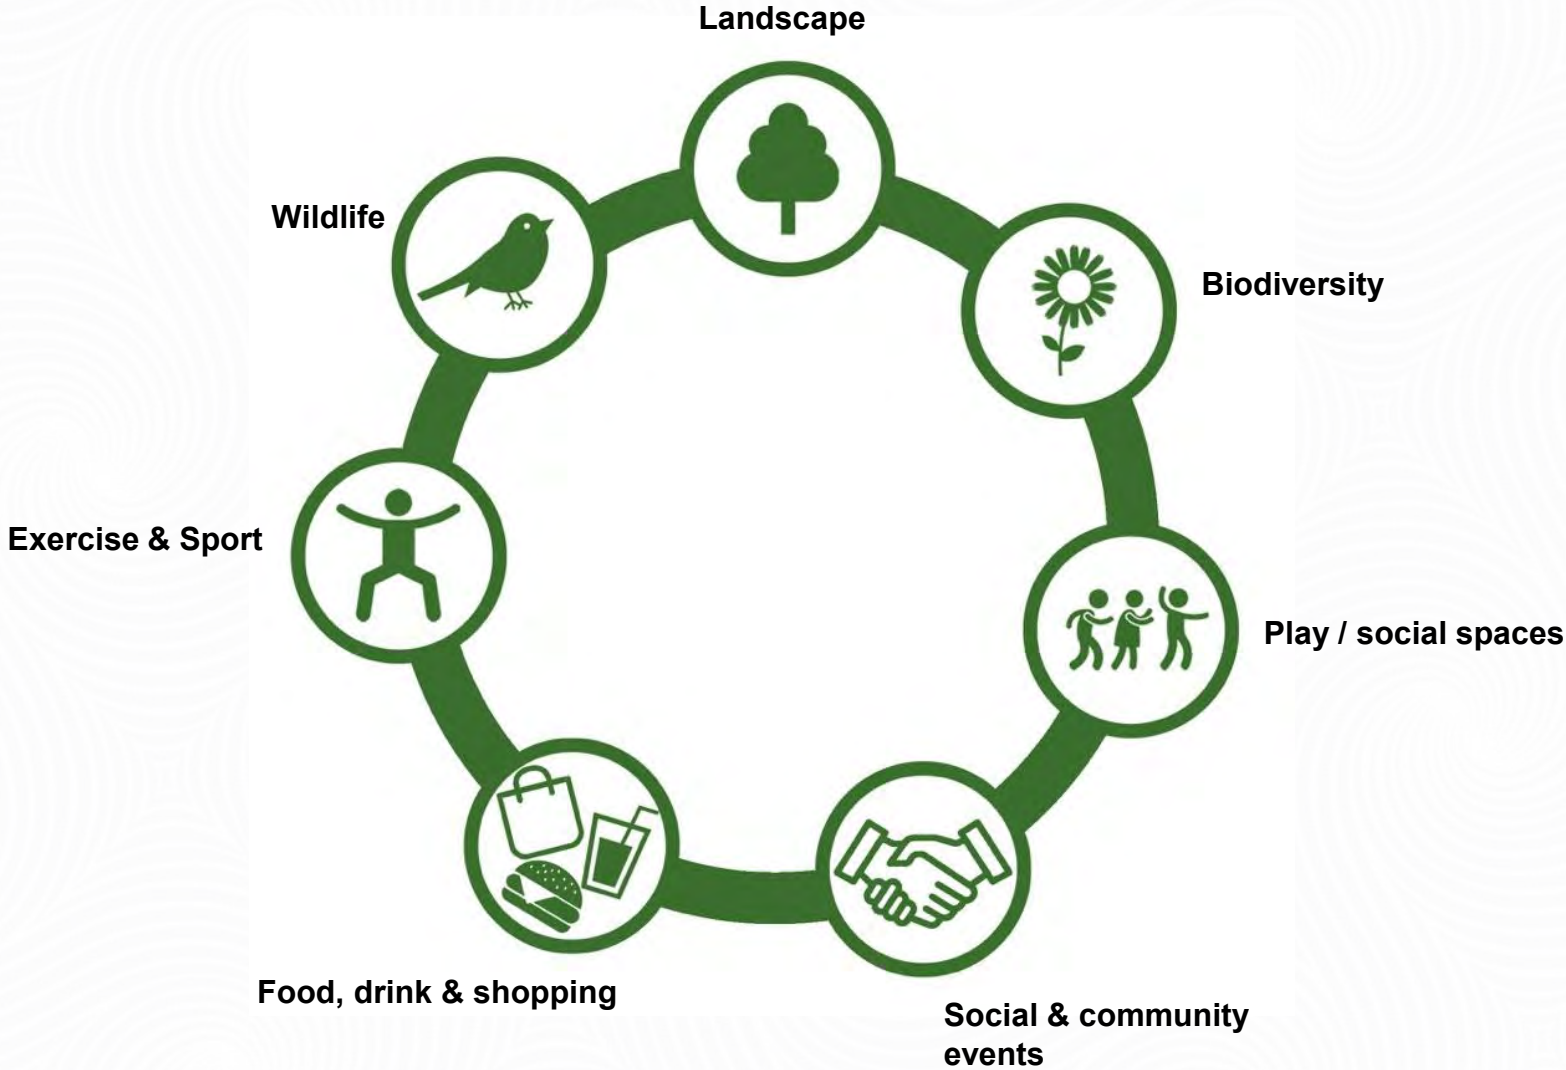 Landscape
Wildlife
Biodiversity
Exercise & Sport
Play / social spaces
Food, drink & shopping
Social & community
events